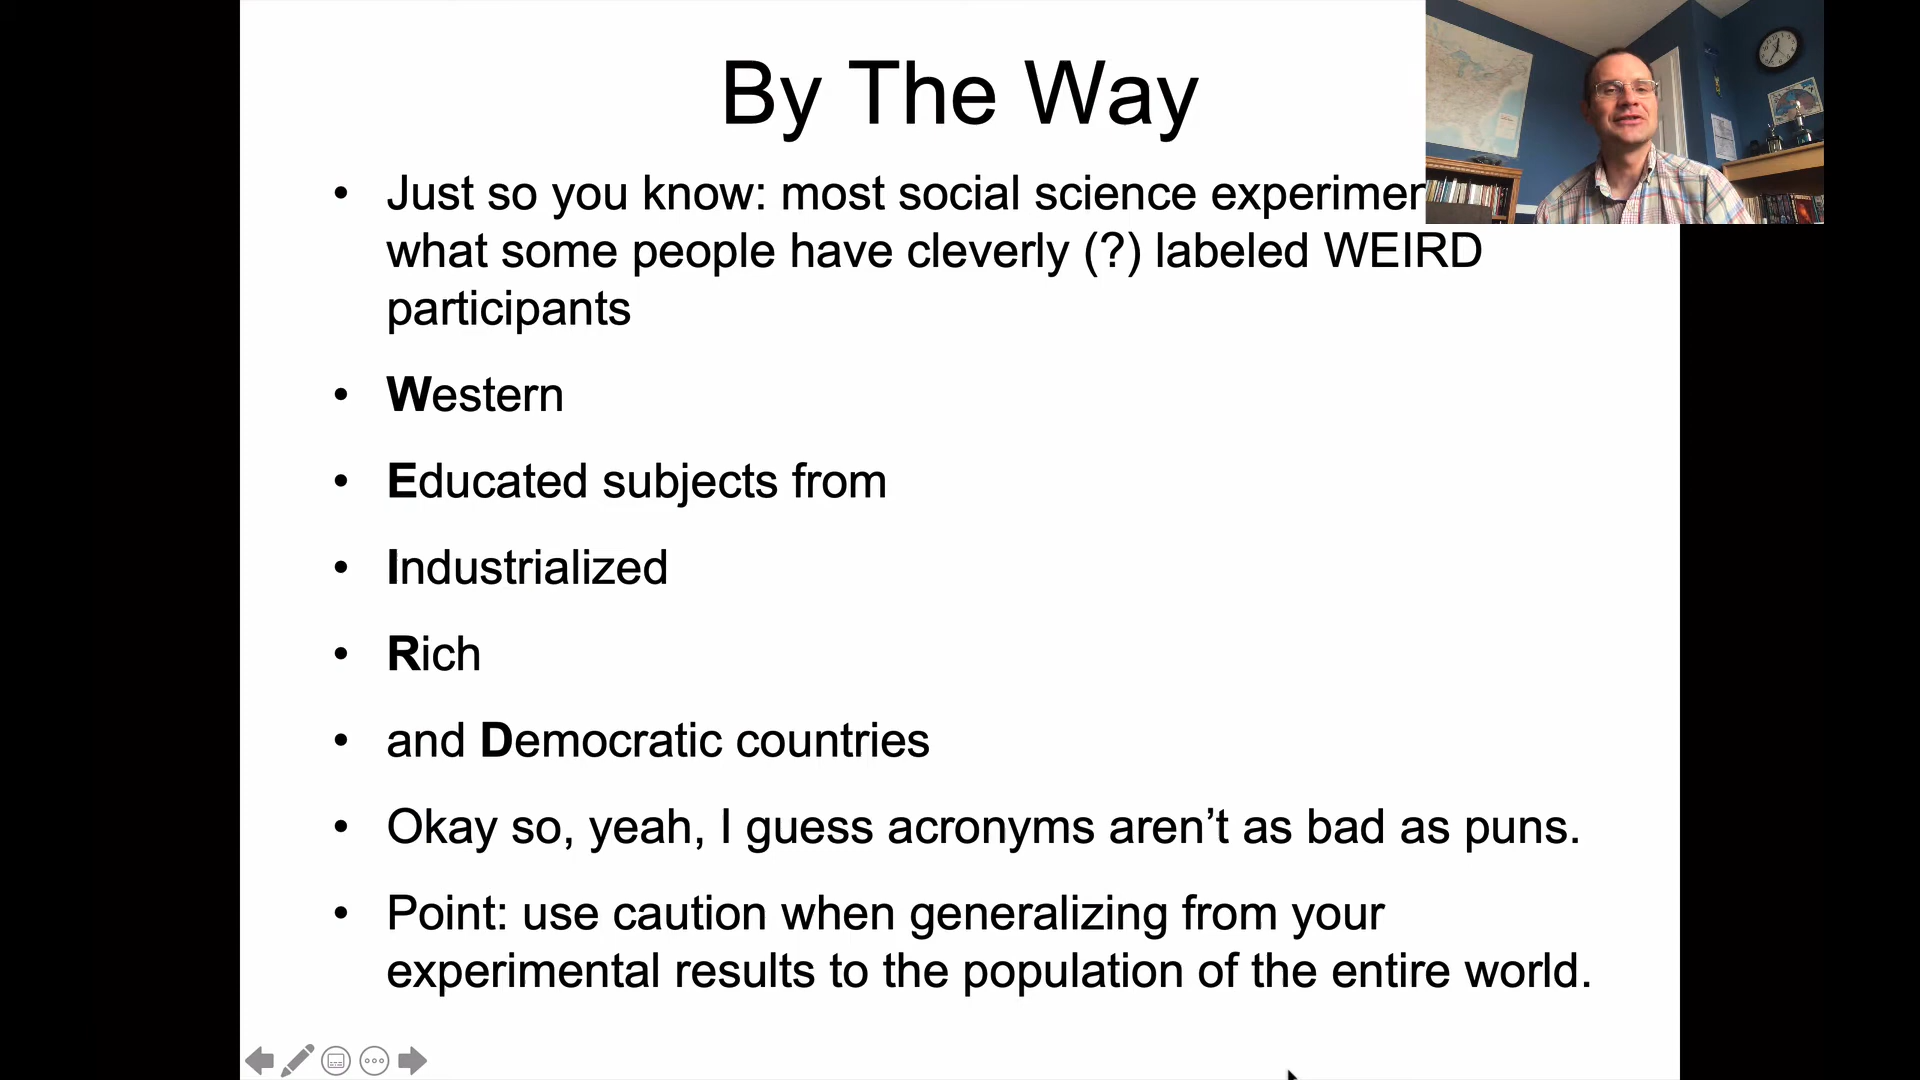 By The Way
• Just so you know: most social science
what some people have cleverly (?) labeled WEIRD
participants
• Western
• Educated subjects from
• Industrialized
• Rich
• and Democratic countries
• Okay so, yeah, I guess acronyms aren’t as bad as puns.
• Point: use caution when generalizing from your
experimental results to the population of the entire world.